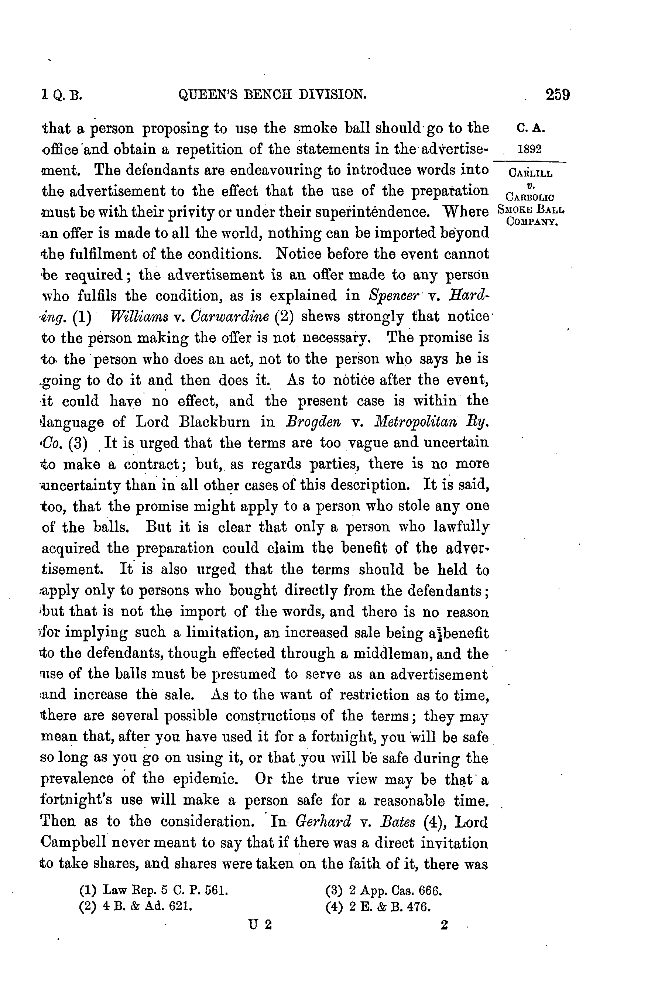 1 Q. B. QUEEN'S BENCH DIVISION. 259
that a person proposing to use the smoke ball should go to the
office and obtain a repetition of the statements in the advertise-
ment. The defendants are endeavouring to introduce words into
the advertisement to the effect that the use of the preparation
must be with their privity or under their superintendence. Where
an offer is made to all the world, nothing can be imported beyond
the fulfilment of the conditions. Notice before the event cannot
be required; the advertisement is an offer made to any person
who fulfils the condition, as is explained in Spencer v. Hard-
ing. (1) Williams v. Carwardine (2) shews strongly that notice
to the person making the offer is not necessary. The promise is
to the person who does an act, not to the person who says he is
going to do it and then does it. As to notice after the event,
it could have no effect, and the present case is within the
language of Lord Blackburn in Brogden v. Metropolitan Ry.
Co. (3) It is urged that the terms are too vague and uncertain
to make a contract; but, as regards parties, there is no more
uncertainty than in all other cases of this description. It is said,
too, that the promise might apply to a person who stole any one
of the balls. But it is clear that only a person who lawfully
acquired the preparation could claim the benefit of the adver-
tisement. It is also urged that the terms should be held to
apply only to persons who bought directly from the defendants;
but that is not the import of the words, and there is no reason
for implying such a limitation, an increased sale being a benefit
to the defendants, though effected through a middleman, and the
use of the balls must be presumed to serve as an advertisement
and increase the sale. As to the want of restriction as to time,
there are several possible constructions of the terms; they may
mean that, after you have used it for a fortnight, you will be safe
so long as you go on using it, or that you will be safe during the
prevalence of the epidemic. Or the true view may be that a
fortnight's use will make a person safe for a reasonable time.
Then as to the consideration. In Gerhard v. Bates (4), Lord
Campbell never meant to say that if there was a direct invitation
to take shares, and shares were taken on the faith of it, there was
C. A.
1892
CARLILL
v.
CARBOLIC
SMOKE BALL
COMPANY.
(1) Law Rep. 5 C. P. 561.
(2) 4 B. & Ad. 621.
(3) 2 App. Cas. 666.
(4) 2 E. & B. 476.
U 2 2